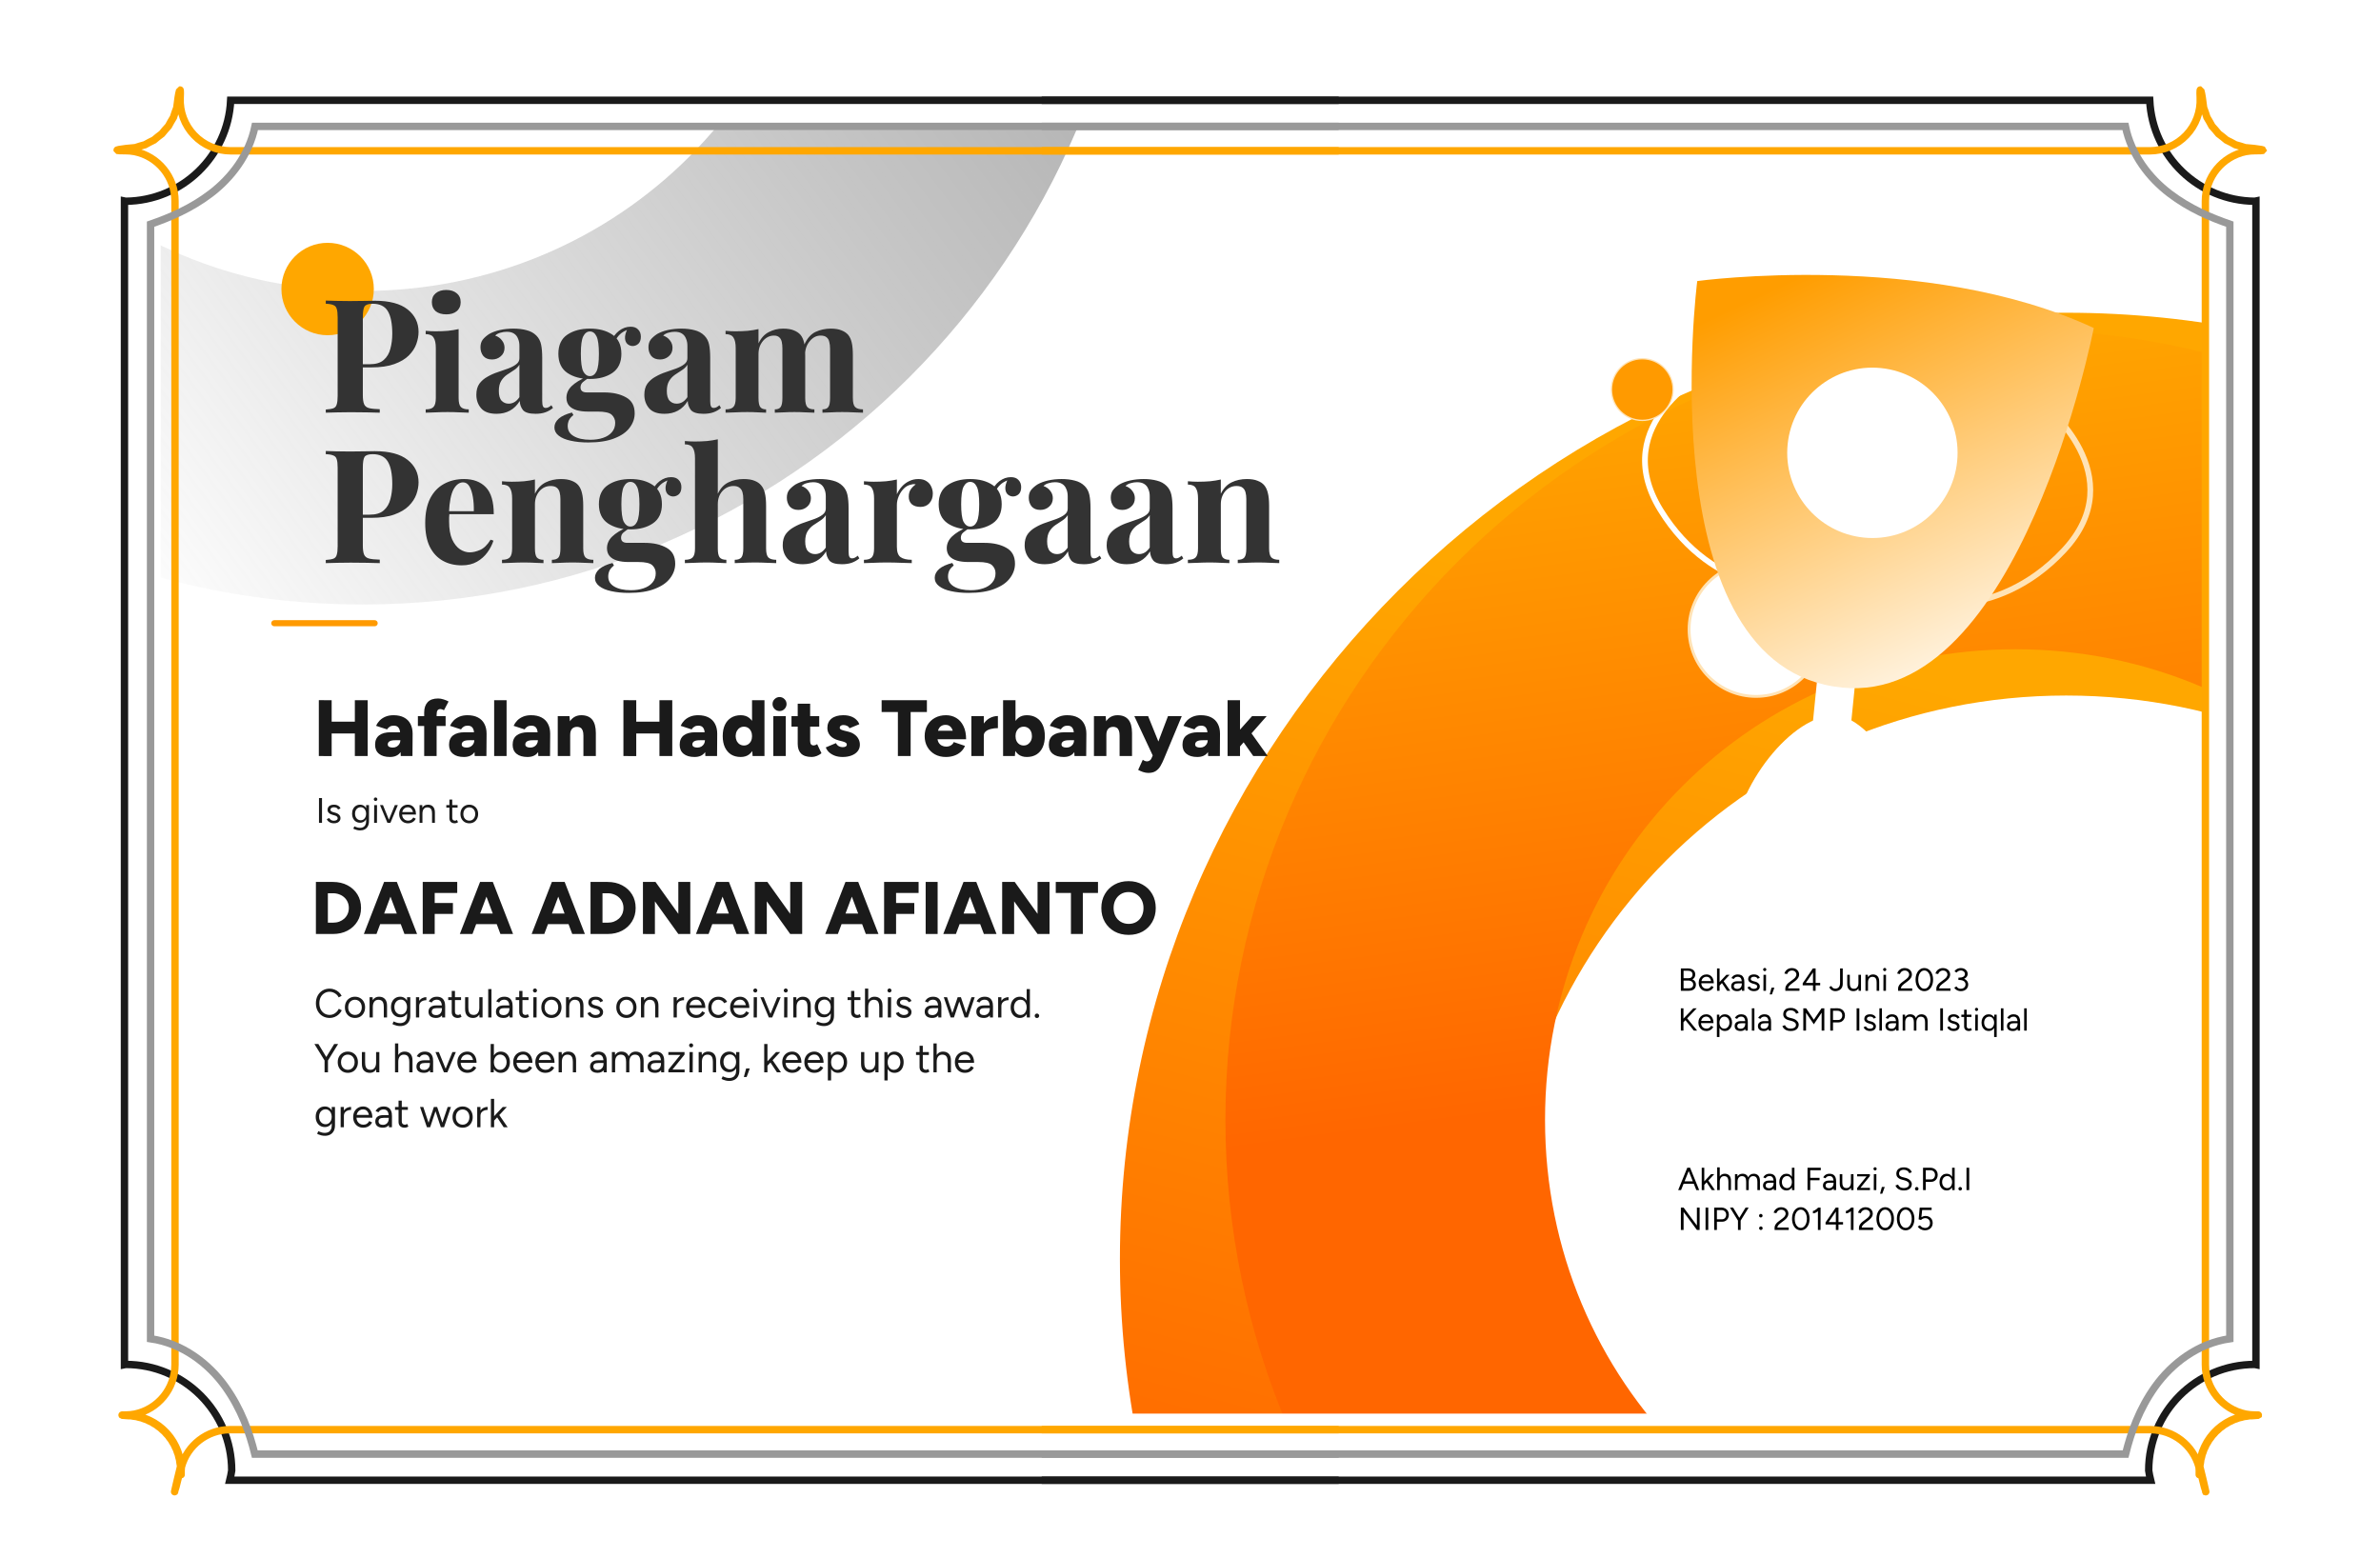 Piagam
Penghargaan
Hafalan Hadits Terbanyak
Is given to
DAFA ADNAN AFIANTO
Congratulations on receiving this award.
You have been amazing, keep up the
great work
Bekasi, 24 Juni 2023
Kepala SMP Islam Istiqlal
Akhmad Fauzi, S.Pd.I
NIPY : 201412005